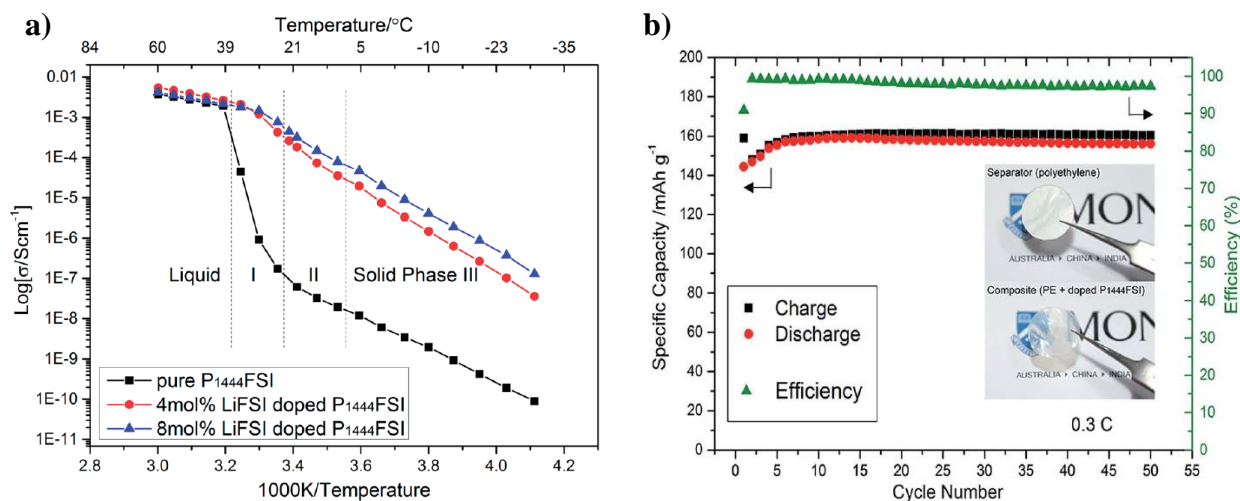 a)
Temperature/°C
84 60 39 21 5 -10 -23 -35
0.01
1E-3
1E-4
1E-5
1E-6
1E-7
1E-8
1E-9
1E-10
1E-11
Log[σ/Scm⁻¹]
Liquid I II Solid Phase III
pure P₁₄₄₄FSI
4mol% LiFSI doped P₁₄₄₄FSI
8mol% LiFSI doped P₁₄₄₄FSI
2.8 3.0 3.2 3.4 3.6 3.8 4.0 4.2
1000K/Temperature
b)
200
180
160
140
120
100
80
60
40
20
0
Specific Capacity /mAh g⁻¹
Charge
Discharge
Efficiency
Separator (polyethylene)
MON
AUSTRALIA CHINA INDIA
Composite (PE + doped P1444FSI)
MON
AUSTRALIA CHINA INDIA
0.3 C
100
90
80
70
60
50
40
30
20
10
0
Efficiency (%)
0 5 10 15 20 25 30 35 40 45 50 55
Cycle Number